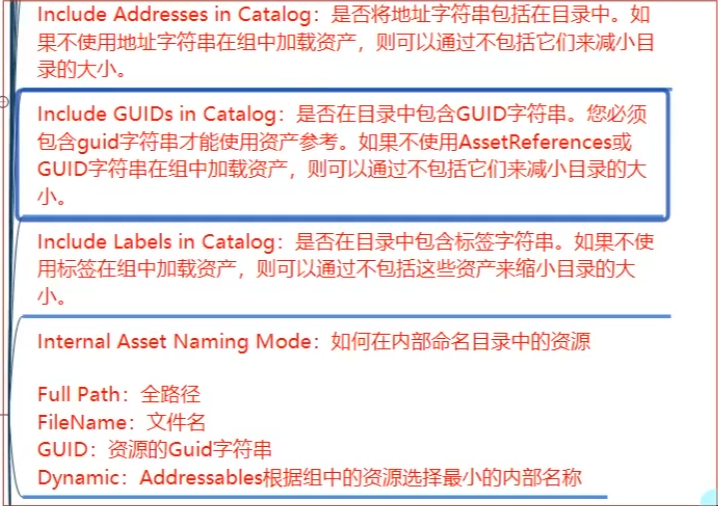 Include Addresses in Catalog：是否将地址字符串包括在目录中。如
果不使用地址字符串在组中加载资产，则可以通过不包括它们来减小目
录的大小。
Include GUIDs in Catalog：是否在目录中包含GUID字符串。您必须
包含guid字符串才能使用资产参考。如果不使用AssetReferences或
GUID字符串在组中加载资产，则可以通过不包括它们来减小目录的大
小。
Include Labels in Catalog：是否在目录中包含标签字符串。如果不使
用标签在组中加载资产，则可以通过不包括这些资产来缩小目录的大
小。
Internal Asset Naming Mode：如何在内部命名目录中的资源
Full Path：全路径
FileName：文件名
GUID：资源的Guid字符串
Dynamic：Addressables根据组中的资源选择最小的内部名称